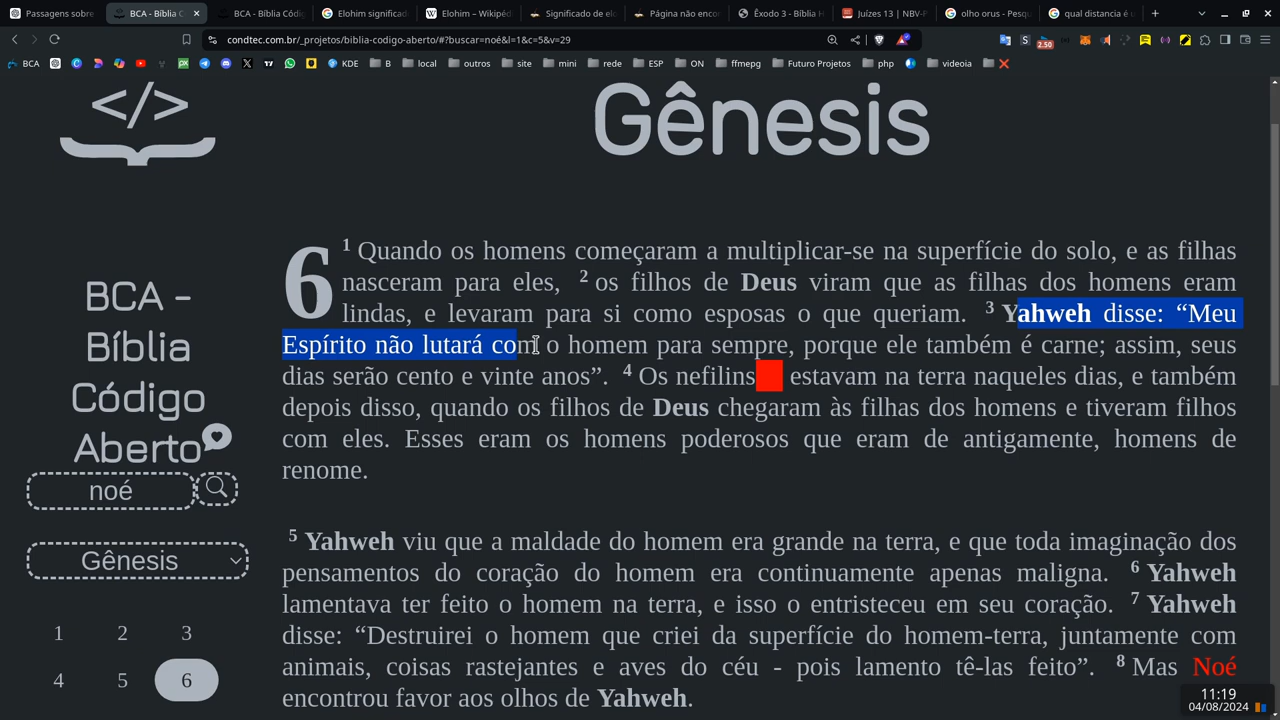 Passagens sobre
BCA - Bíblia C
BCA - Bíblia Códig
Elohim significad
Elohim – Wikipéd
Significado de elo
Página não enco
Êxodo 3 - Bíblia H
Juízes 13 | NBV-P
olho orus - Pesqu
qual distancia é u
condtec.com.br/_projetos/biblia-codigo-aberto/#?buscar=noé&l=1&c=5&v=29
2.50
BCA
KDE
B
local
outros
site
mini
rede
ESP
ON
ffmepg
Futuro Projetos
php
videoia
</>
Gênesis
BCA -
Bíblia
Código
Aberto
noé
Gênesis
1 2 3
4 5 6
6
1 Quando os homens começaram a multiplicar-se na superfície do solo, e as filhas
nasceram para eles, 2 os filhos de Deus viram que as filhas dos homens eram
lindas, e levaram para si como esposas o que queriam. 3 Yahweh disse: “Meu
Espírito não lutará com o homem para sempre, porque ele também é carne; assim, seus
dias serão cento e vinte anos”. 4 Os nefilins estavam na terra naqueles dias, e também
depois disso, quando os filhos de Deus chegaram às filhas dos homens e tiveram filhos
com eles. Esses eram os homens poderosos que eram de antigamente, homens de
renome.
5 Yahweh viu que a maldade do homem era grande na terra, e que toda imaginação dos
pensamentos do coração do homem era continuamente apenas maligna. 6 Yahweh
lamentava ter feito o homem na terra, e isso o entristeceu em seu coração. 7 Yahweh
disse: “Destruirei o homem que criei da superfície do homem-terra, juntamente com
animais, coisas rastejantes e aves do céu - pois lamento tê-las feito”. 8 Mas Noé
encontrou favor aos olhos de Yahweh.
11:19
04/08/2024